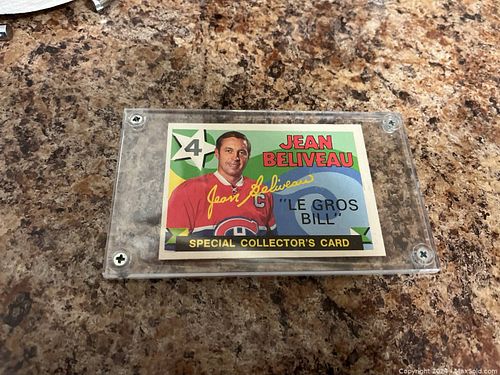 4
JEAN
BELIVEAU
Jean Beliveau
C
"LE GROS
BILL"
SPECIAL COLLECTOR'S CARD
Copyright 2024 - MaxSold.com